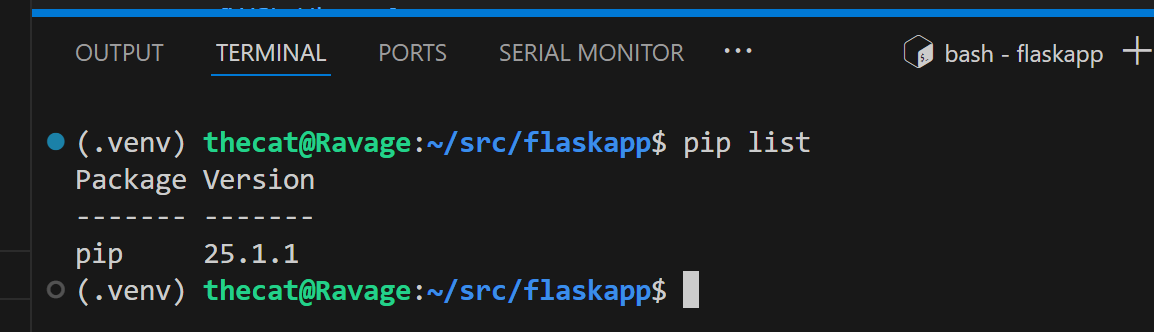 OUTPUT TERMINAL PORTS SERIAL MONITOR ··· bash - flaskapp
(.venv) thecat@Ravage:~/src/flaskapp$ pip list
Package Version
------- -------
pip     25.1.1
(.venv) thecat@Ravage:~/src/flaskapp$